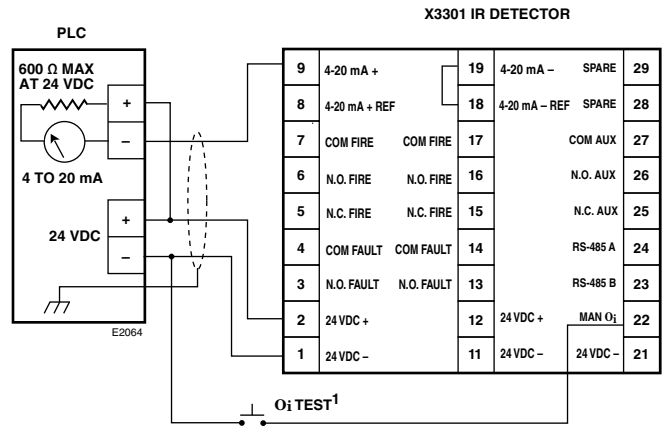 X3301 IR DETECTOR
PLC
600 Ω MAX
AT 24 VDC
+
–
4 TO 20 mA
24 VDC
+
–
E2064
9 4-20 mA + 19 4-20 mA – SPARE 29
8 4-20 mA + REF 18 4-20 mA – REF SPARE 28
7 COM FIRE COM FIRE 17 COM AUX 27
6 N.O. FIRE N.O. FIRE 16 N.O. AUX 26
5 N.C. FIRE N.C. FIRE 15 N.C. AUX 25
4 COM FAULT COM FAULT 14 RS-485 A 24
3 N.O. FAULT N.O. FAULT 13 RS-485 B 23
2 24 VDC + 12 24 VDC + MAN Oi 22
1 24 VDC – 11 24 VDC – 24 VDC – 21
Oi TEST1